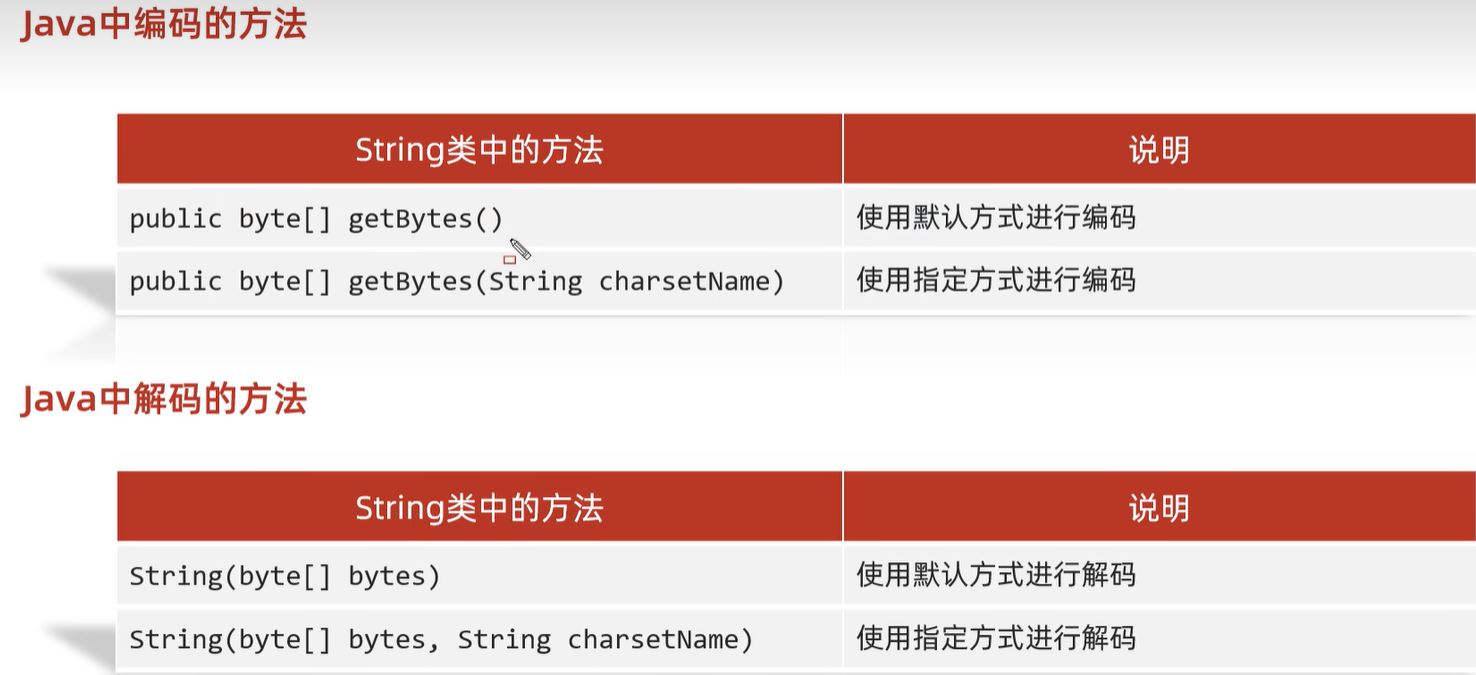 Java中编码的方法
String类中的方法 说明
public byte[] getBytes() 使用默认方式进行编码
public byte[] getBytes(String charsetName) 使用指定方式进行编码
Java中解码的方法
String类中的方法 说明
String(byte[] bytes) 使用默认方式进行解码
String(byte[] bytes, String charsetName) 使用指定方式进行解码